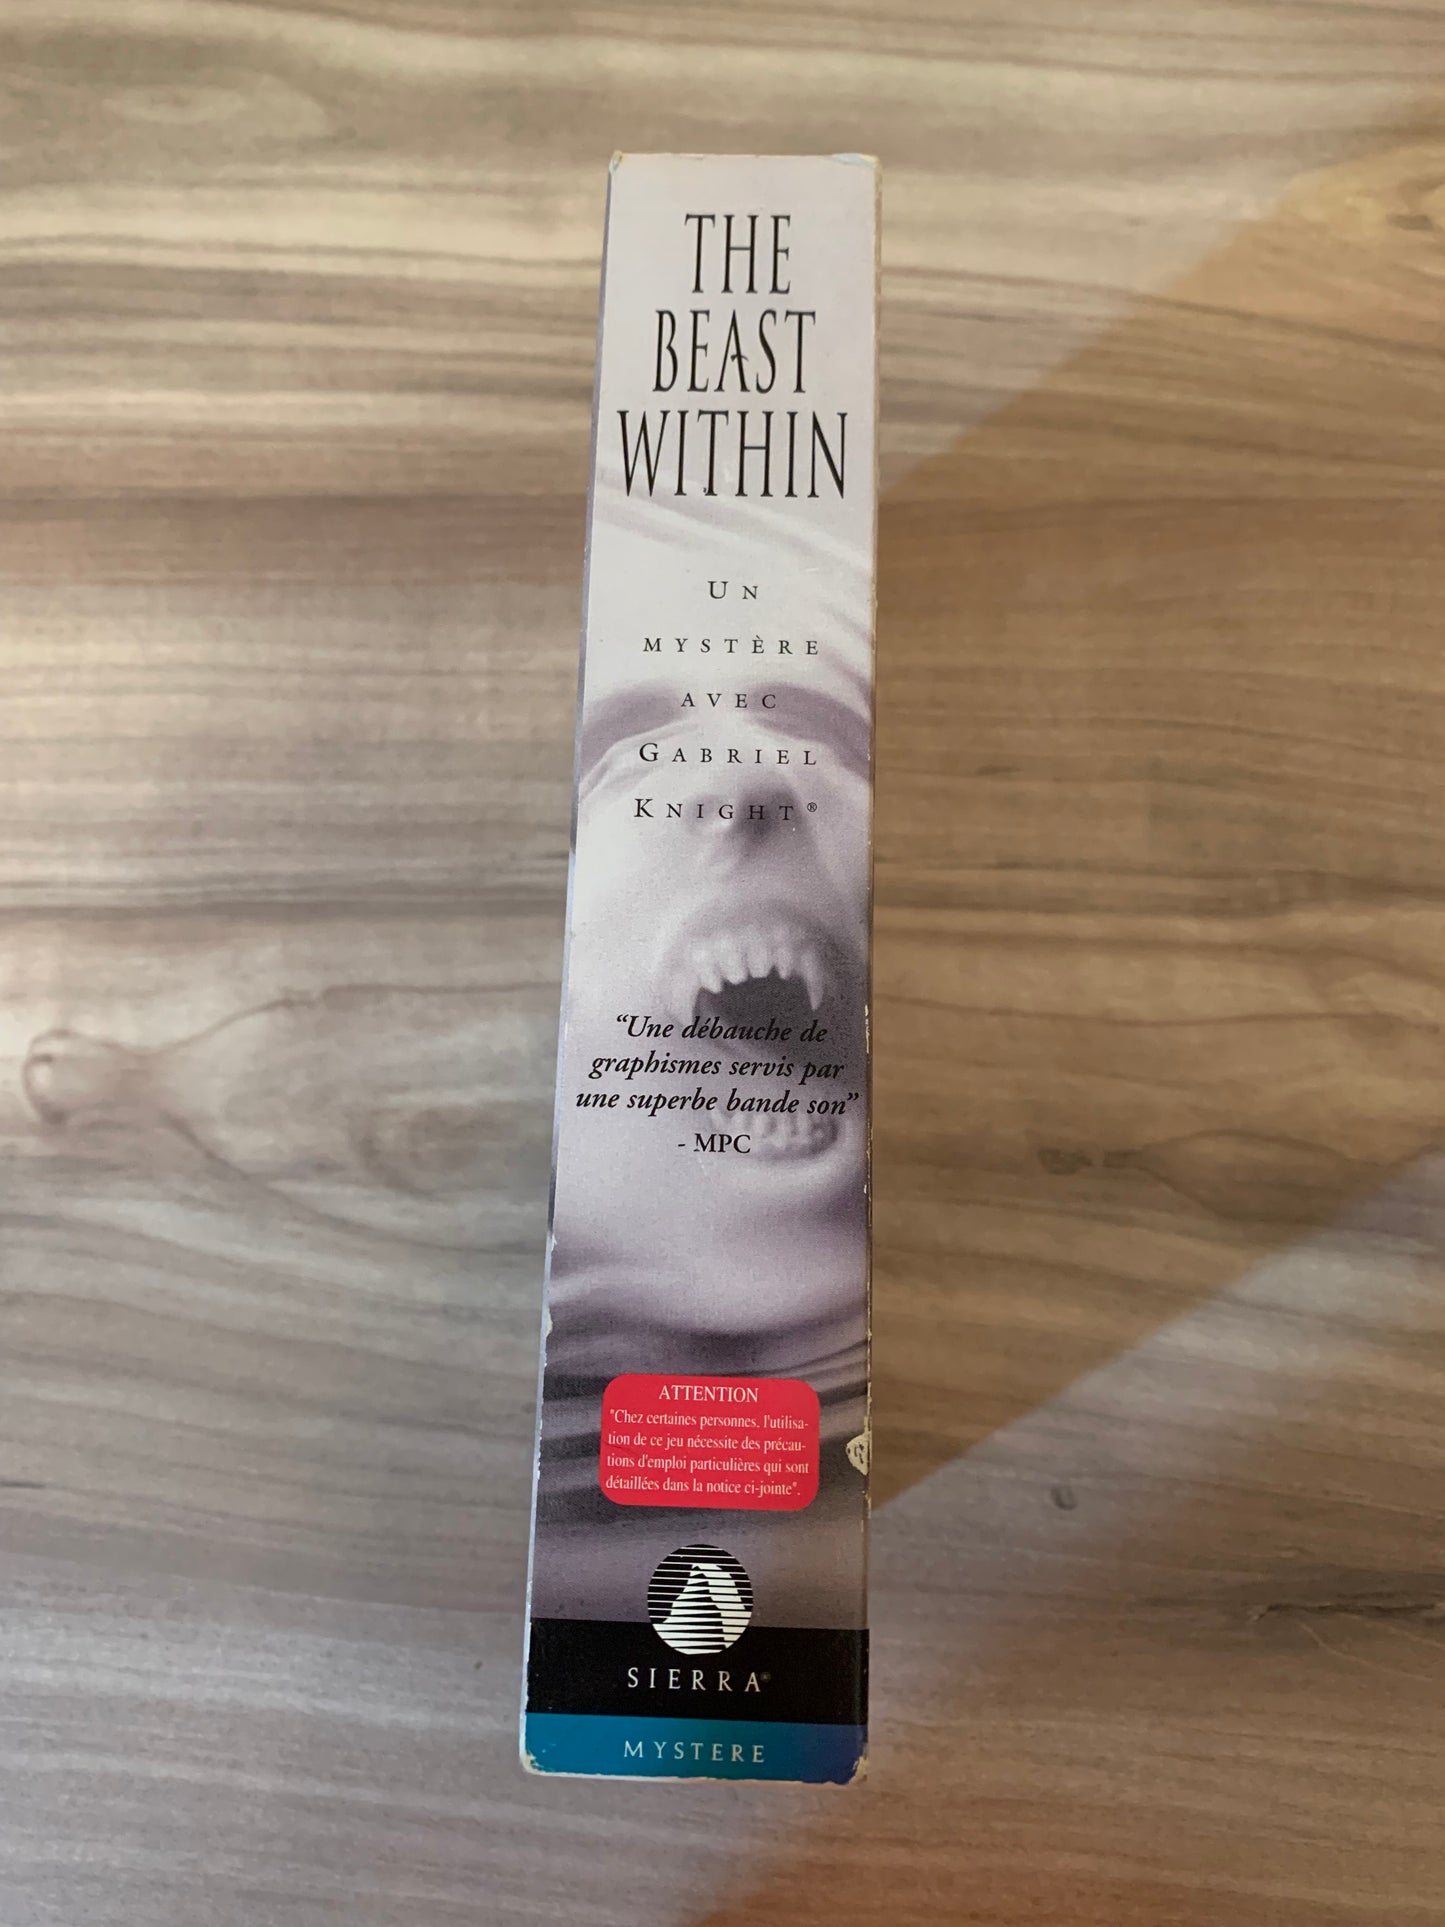 THE
BEAST
WITHIN
UN
MYSTÈRE
AVEC
GABRIEL
KNIGHT®
“Une débauche de
graphismes servis par
une superbe bande son”
- MPC
ATTENTION
"Chez certaines personnes, l'utilisa-
tion de ce jeu nécessite des précau-
tions d'emploi particulières qui sont
détaillées dans la notice ci-jointe".
SIERRA®
MYSTERE